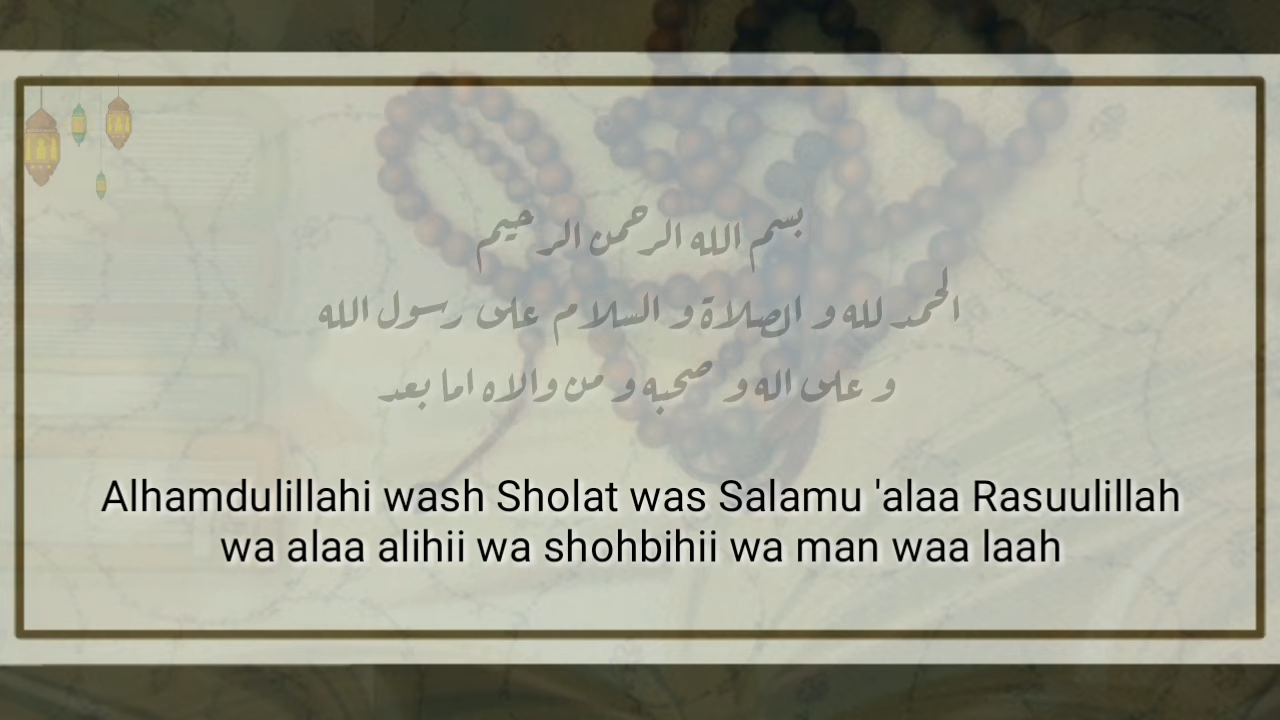 بسم الله الرحمن الرحيم
الحمد لله و الصلاة و السلام على رسول الله
و على اله و صحبه و من والاه اما بعد
Alhamdulillahi wash Sholat was Salamu 'alaa Rasuulillah
wa alaa alihii wa shohbihii wa man waa laah